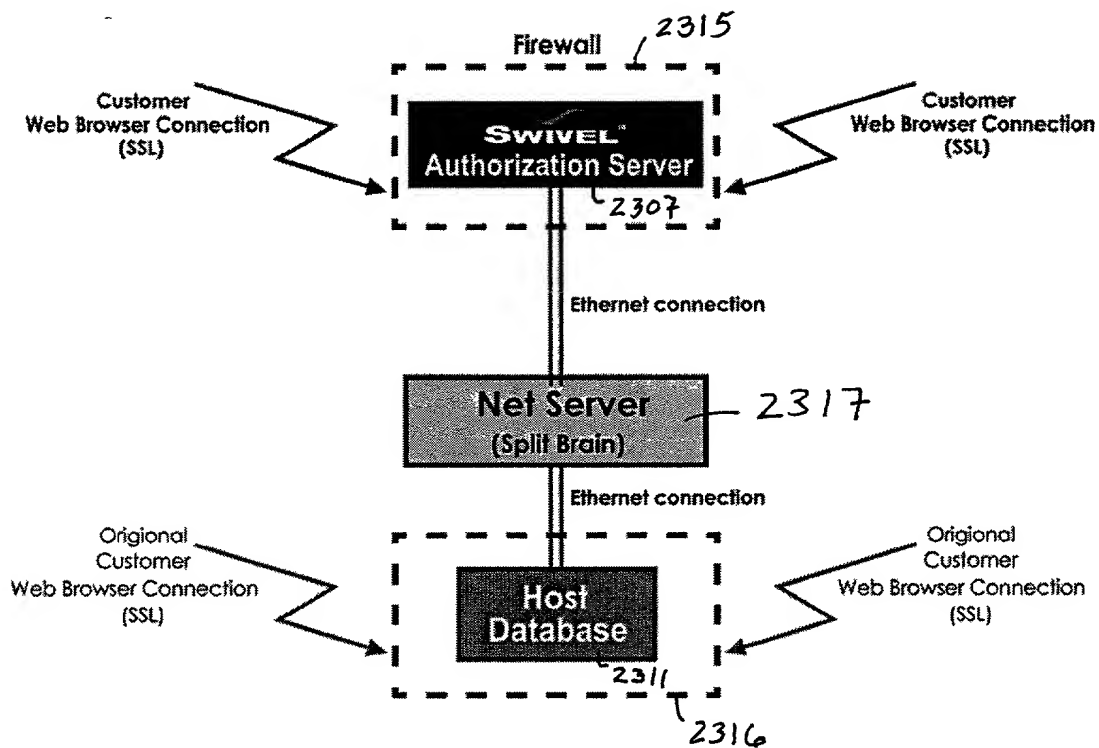 Firewall
2315
Customer
Web Browser Connection
(SSL)
SWIVEL™
Authorization Server
2307
Customer
Web Browser Connection
(SSL)
Ethernet connection
Net Server
(Split Brain)
2317
Ethernet connection
Origional
Customer
Web Browser Connection
(SSL)
Host
Database
2311
Origional
Customer
Web Browser Connection
(SSL)
2316